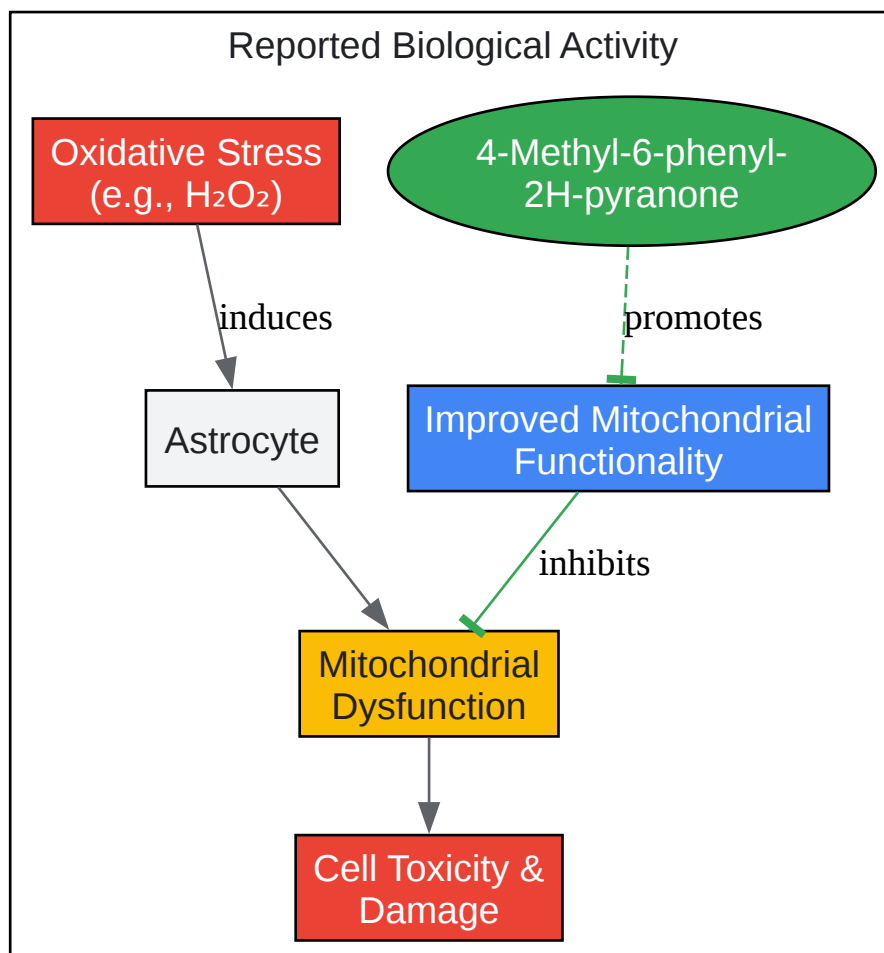 Reported Biological Activity
Oxidative Stress
(e.g., H₂O₂)
4-Methyl-6-phenyl-
2H-pyranone
induces
promotes
Astrocyte
Improved Mitochondrial
Functionality
inhibits
Mitochondrial
Dysfunction
Cell Toxicity &
Damage